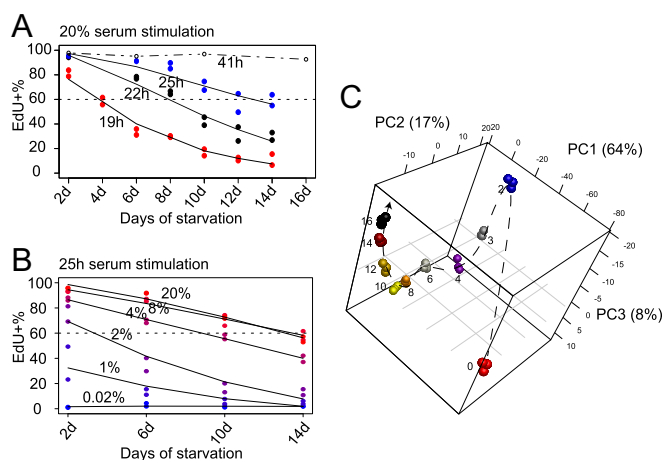 A
20% serum stimulation
EdU+%
100
80
60
40
20
0
41h
25h
22h
19h
2d 4d 6d 8d 10d 12d 14d 16d
Days of starvation
B
25h serum stimulation
EdU+%
100
80
60
40
20
0
20%
8%
4%
2%
1%
0.02%
2d 6d 10d 14d
Days of starvation
C
PC2 (17%)
-10 0 10 20
PC1 (64%)
20 0 -20 -40 -60 -80
PC3 (8%)
-20 -15 -10 -5 0 5 10
2
3
16
14
12
10
8
6
4
0